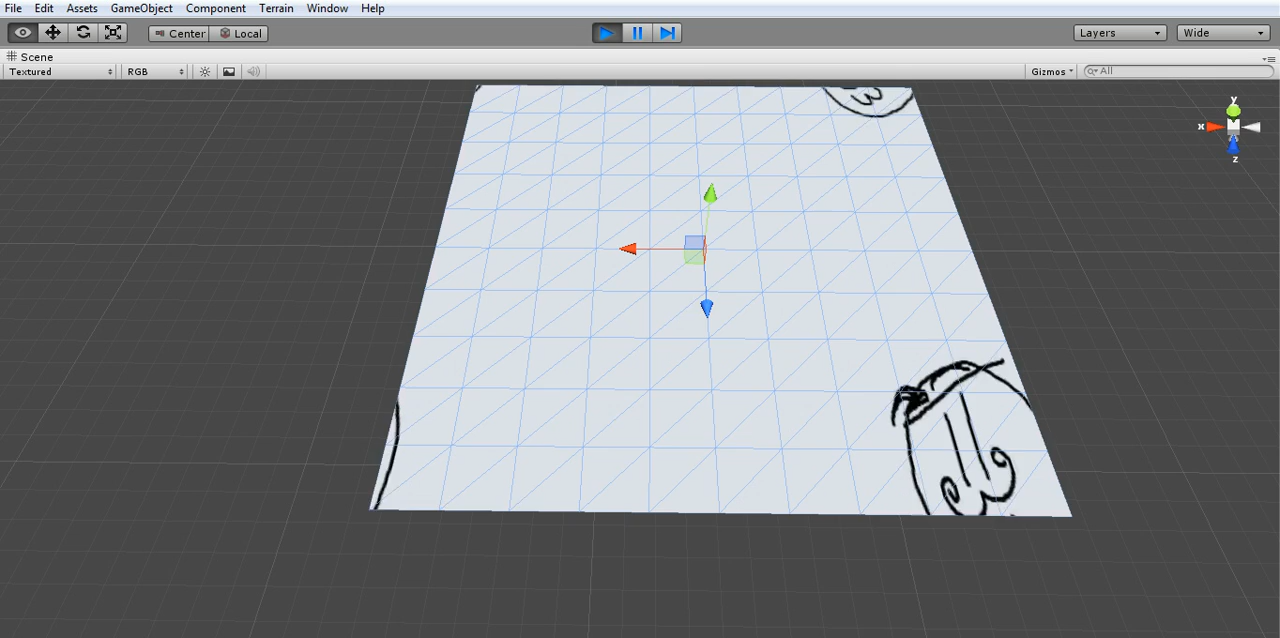 File Edit Assets GameObject Component Terrain Window Help
Center Local Layers Wide
Scene
Textured RGB Gizmos All
y
x
z